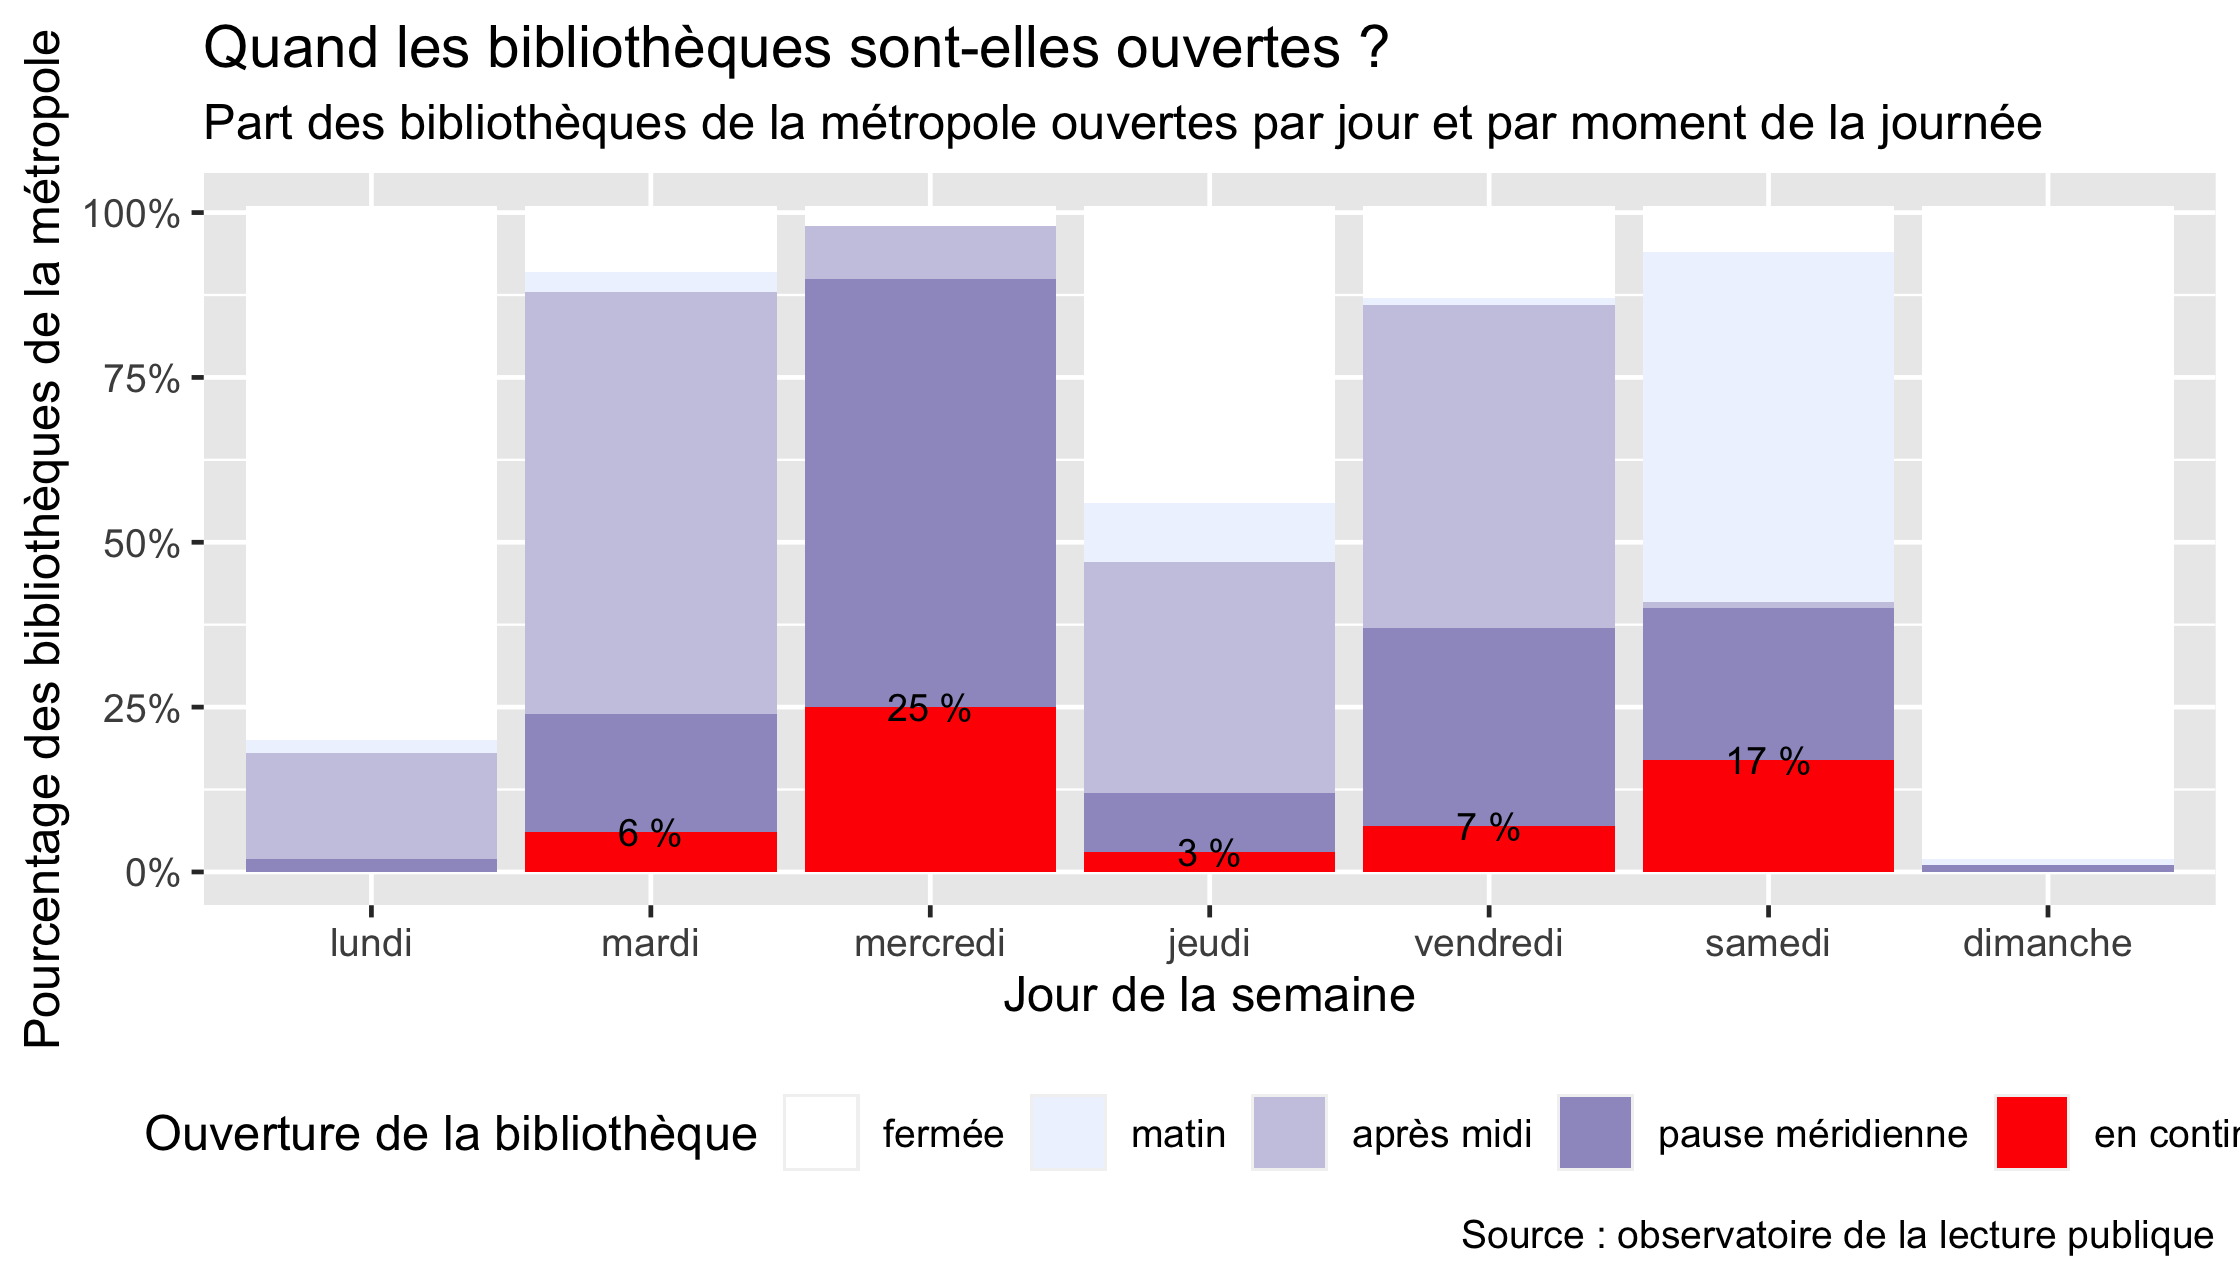 Quand les bibliothèques sont-elles ouvertes ?
Part des bibliothèques de la métropole ouvertes par jour et par moment de la journée
Pourcentage des bibliothèques de la métropole
100%
75%
50%
25%
0%
6 %
25 %
3 %
7 %
17 %
lundi mardi mercredi jeudi vendredi samedi dimanche
Jour de la semaine
Ouverture de la bibliothèque fermée matin après midi pause méridienne en
Source : observatoire de la lecture publique